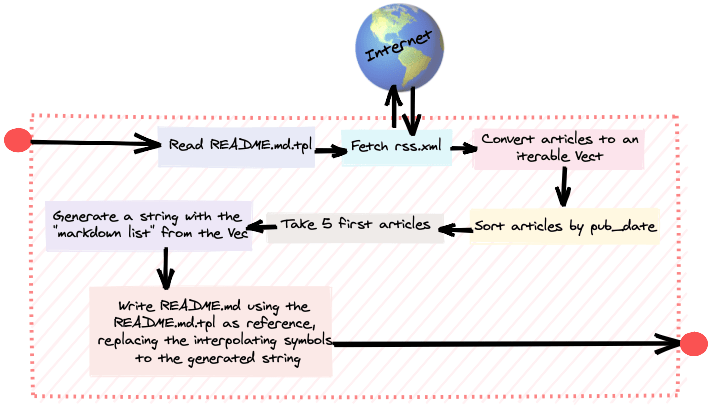 Internet
Read README.md.tpl
Fetch rss.xml
Convert articles to an
iterable Vect
Sort articles by pub_date
Take 5 first articles
Generate a string with the
"markdown list" from the Vec
Write README.md using the
README.md.tpl as reference,
replacing the interpolating symbols
to the generated string